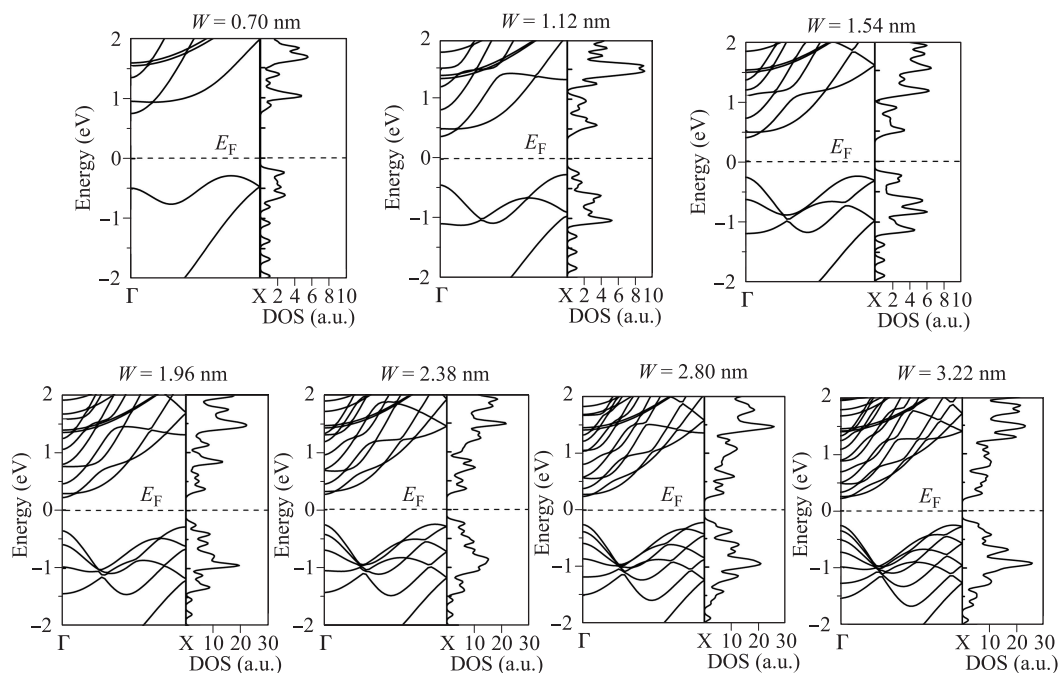 W = 0.70 nm
W = 1.12 nm
W = 1.54 nm
2
1
0
−1
−2
Energy (eV)
E_F
Γ
X
2 4 6 8 10
DOS (a.u.)
2
1
0
−1
−2
Energy (eV)
E_F
Γ
X
2 4 6 8 10
DOS (a.u.)
2
1
0
−1
−2
Energy (eV)
E_F
Γ
X
2 4 6 8 10
DOS (a.u.)
W = 1.96 nm
W = 2.38 nm
W = 2.80 nm
W = 3.22 nm
2
1
0
−1
−2
Energy (eV)
E_F
Γ
X
10 20 30
DOS (a.u.)
2
1
0
−1
−2
Energy (eV)
E_F
Γ
X
10 20 30
DOS (a.u.)
2
1
0
−1
−2
Energy (eV)
E_F
Γ
X
10 20 30
DOS (a.u.)
2
1
0
−1
−2
Energy (eV)
E_F
Γ
X
10 20 30
DOS (a.u.)